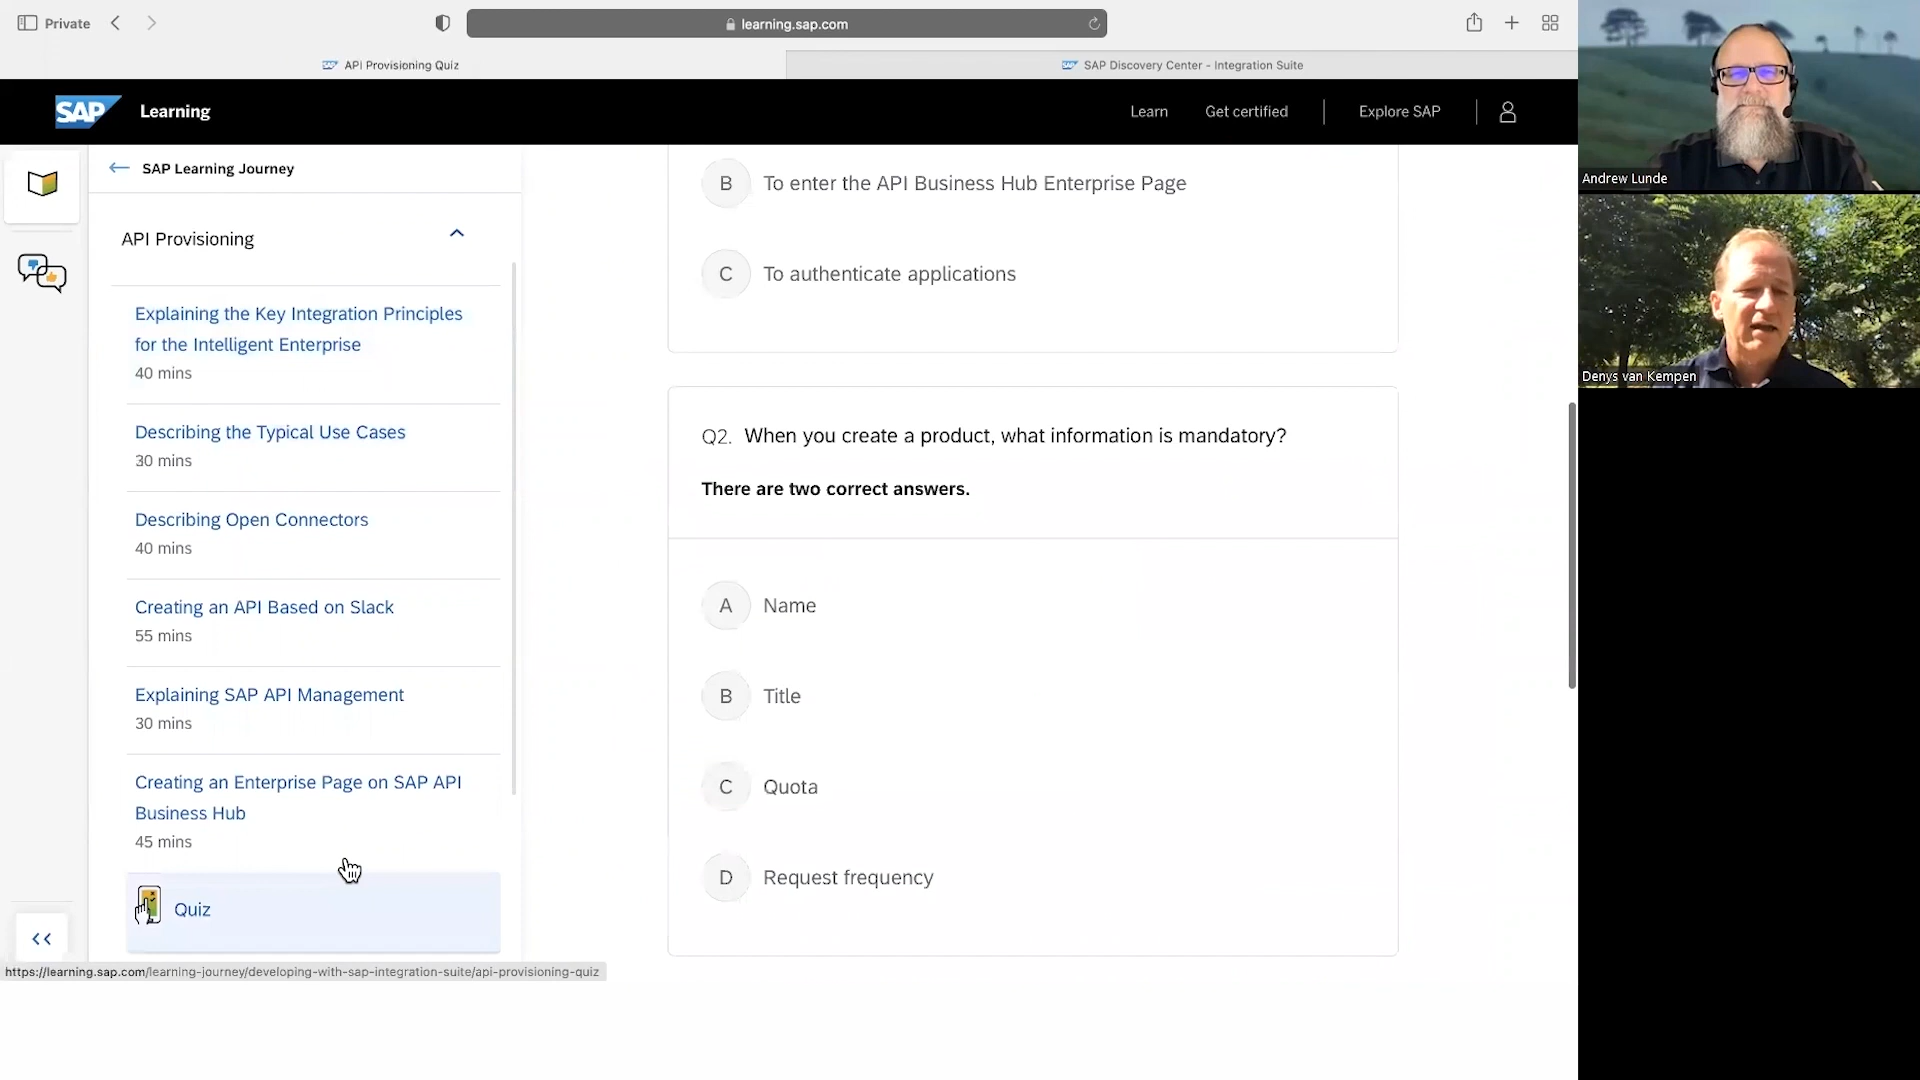 Private
learning.sap.com
API Provisioning Quiz
SAP Discovery Center - Integration Suite
SAP
Learning
Learn
Get certified
Explore SAP
SAP Learning Journey
API Provisioning
Explaining the Key Integration Principles
for the Intelligent Enterprise
40 mins
Describing the Typical Use Cases
30 mins
Describing Open Connectors
40 mins
Creating an API Based on Slack
55 mins
Explaining SAP API Management
30 mins
Creating an Enterprise Page on SAP API
Business Hub
45 mins
Quiz
https://learning.sap.com/learning-journey/developing-with-sap-integration-suite/api-provisioning-quiz
B To enter the API Business Hub Enterprise Page
C To authenticate applications
Q2. When you create a product, what information is mandatory?
There are two correct answers.
A Name
B Title
C Quota
D Request frequency
Andrew Lunde
Denys van Kempen